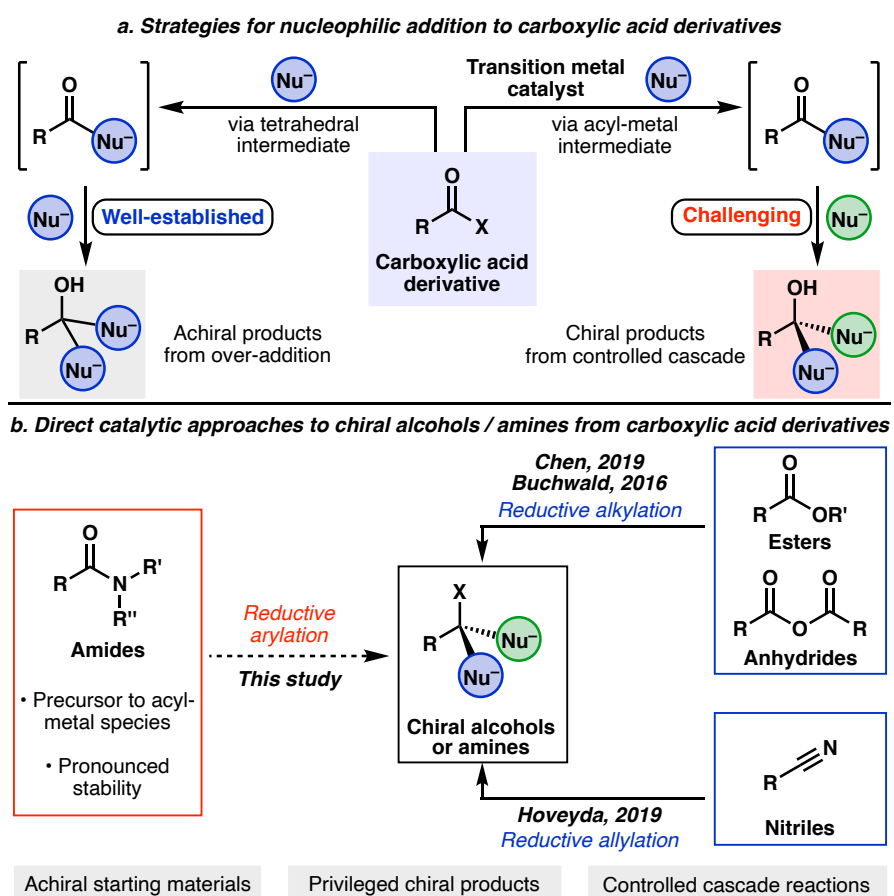 a. Strategies for nucleophilic addition to carboxylic acid derivatives
O
R
Nu–
Nu–
via tetrahedral
intermediate
Transition metal
catalyst
Nu–
via acyl-metal
intermediate
O
R
Nu–
Nu–
Well-established
O
R
X
Carboxylic acid
derivative
Challenging
Nu–
OH
R
Nu–
Nu–
Achiral products
from over-addition
Chiral products
from controlled cascade
OH
R
Nu–
Nu–
b. Direct catalytic approaches to chiral alcohols / amines from carboxylic acid derivatives
Chen, 2019
Buchwald, 2016
Reductive alkylation
O
R
OR'
Esters
O
O
R
O
R
Anhydrides
O
R
N
R'
R''
Amides
• Precursor to acyl-
metal species
• Pronounced
stability
Reductive
arylation
This study
X
R
Nu–
Nu–
Chiral alcohols
or amines
Hoveyda, 2019
Reductive allylation
R
N
Nitriles
Achiral starting materials
Privileged chiral products
Controlled cascade reactions